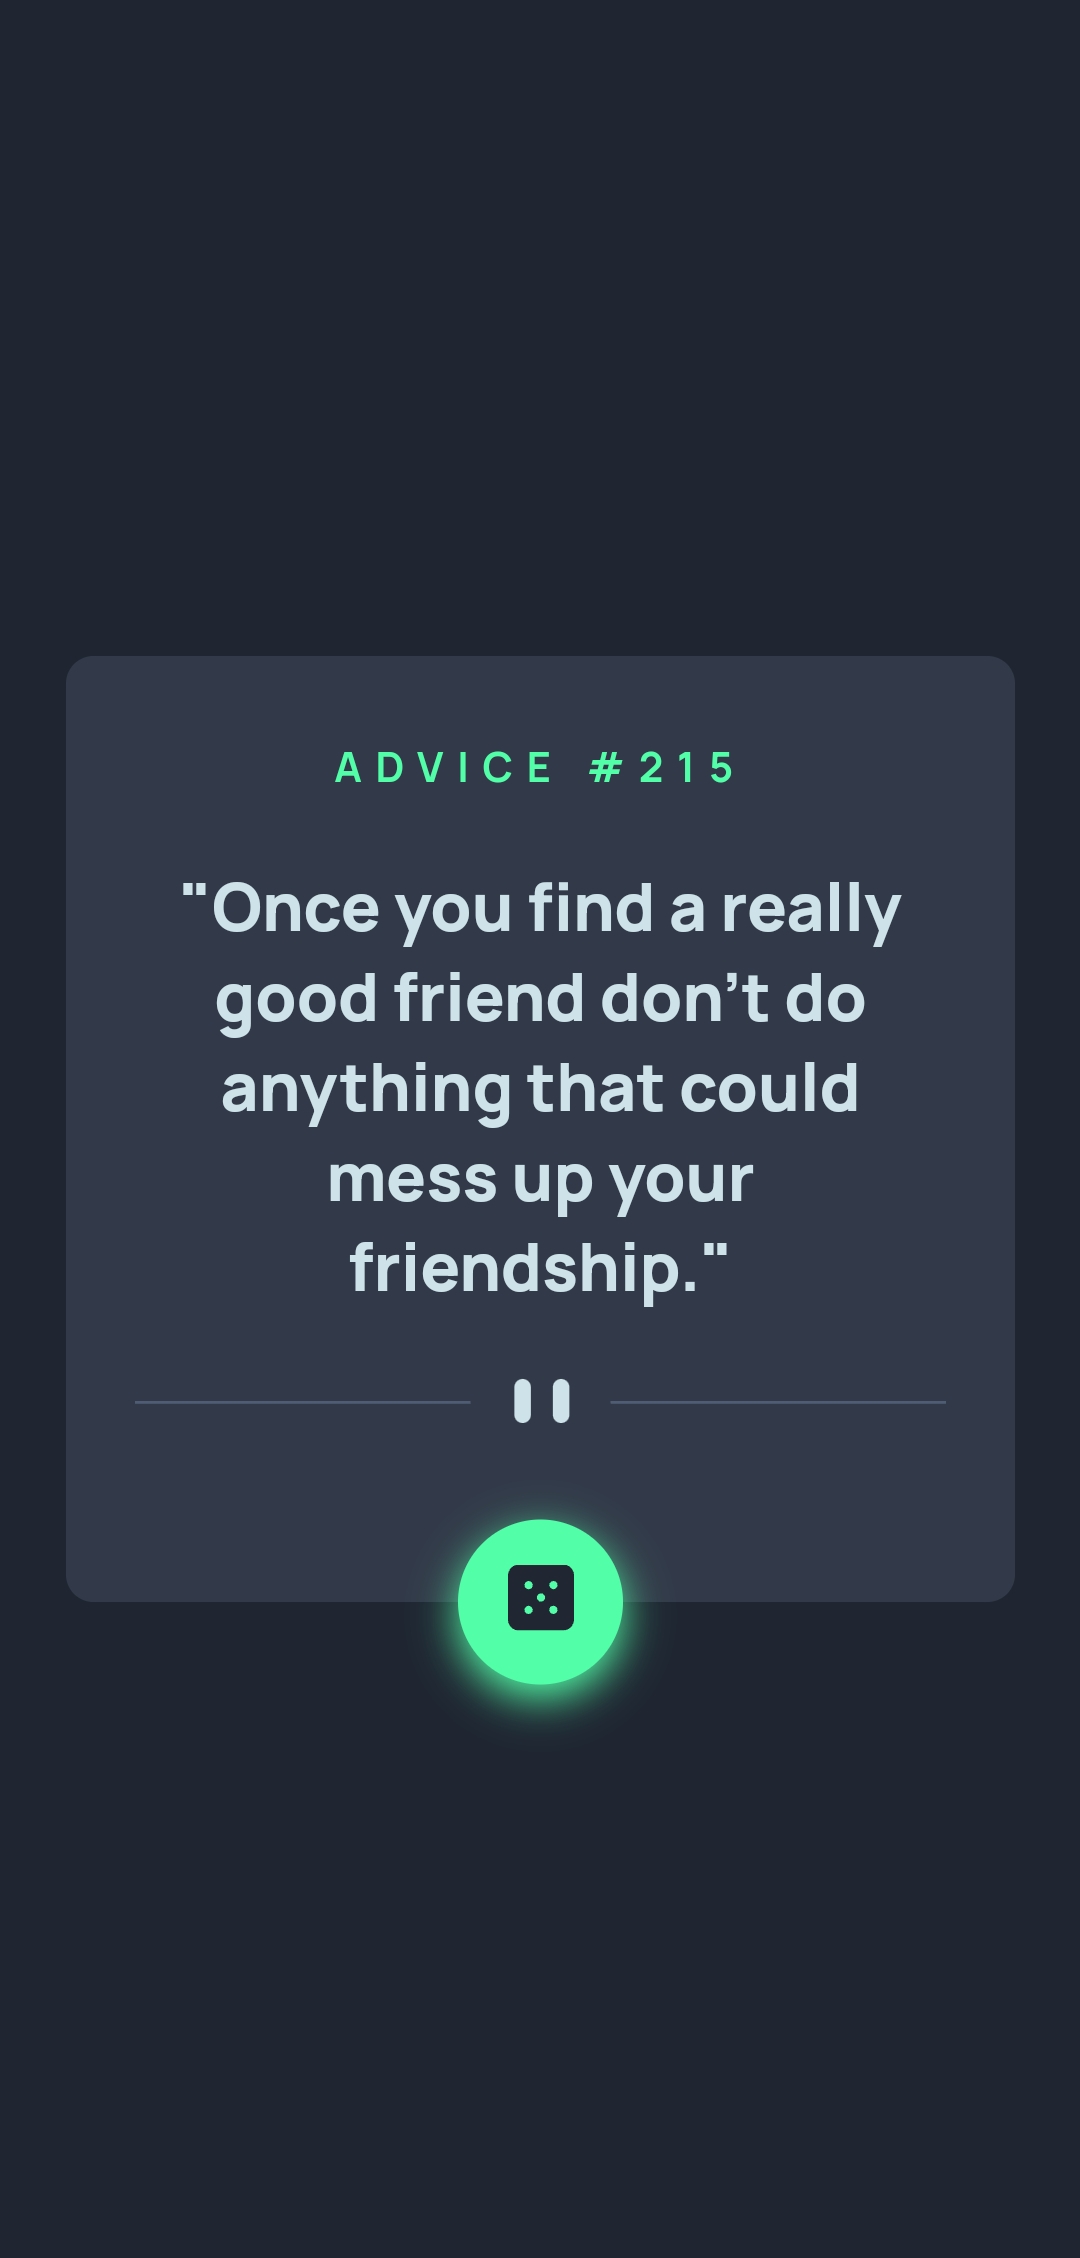 ADVICE #215
"Once you find a really
good friend don’t do
anything that could
mess up your
friendship."